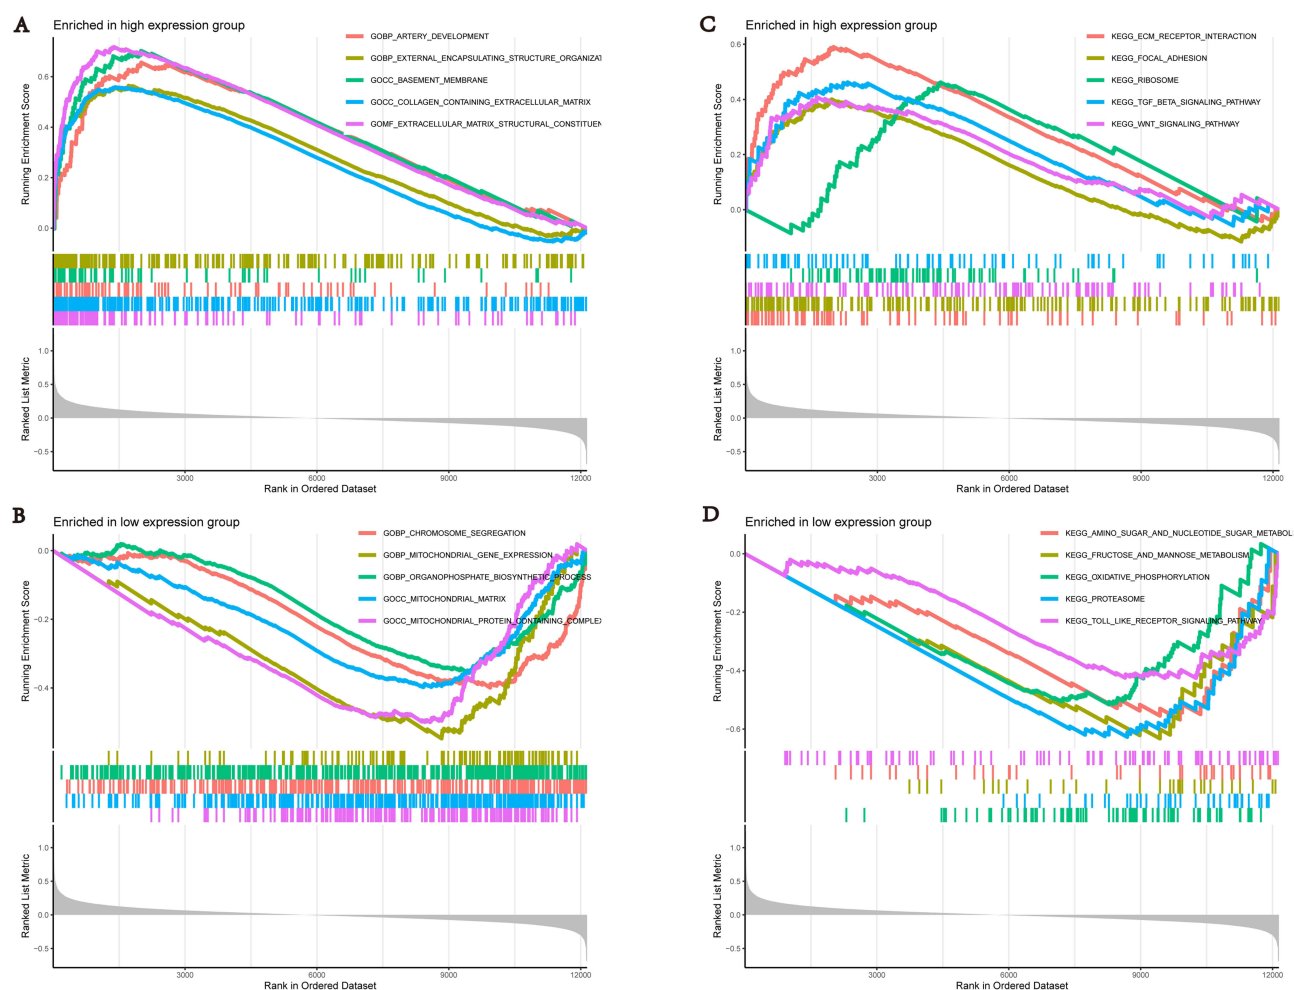 A
Enriched in high expression group
GOBP_ARTERY_DEVELOPMENT
GOBP_EXTERNAL_ENCAPSULATING_STRUCTURE_ORGANIZAT
GOCC_BASEMENT_MEMBRANE
GOCC_COLLAGEN_CONTAINING_EXTRACELLULAR_MATRIX
GOMF_EXTRACELLULAR_MATRIX_STRUCTURAL_CONSTITUEN
Running Enrichment Score
0.6
0.4
0.2
0.0
Ranked List Metric
1.0
0.5
0.0
−0.5
3000
6000
9000
12000
Rank in Ordered Dataset
C
Enriched in high expression group
KEGG_ECM_RECEPTOR_INTERACTION
KEGG_FOCAL_ADHESION
KEGG_RIBOSOME
KEGG_TGF_BETA_SIGNALING_PATHWAY
KEGG_WNT_SIGNALING_PATHWAY
Running Enrichment Score
0.6
0.4
0.2
0.0
Ranked List Metric
1.0
0.5
0.0
−0.5
3000
6000
9000
12000
Rank in Ordered Dataset
B
Enriched in low expression group
GOBP_CHROMOSOME_SEGREGATION
GOBP_MITOCHONDRIAL_GENE_EXPRESSION
GOBP_ORGANOPHOSPHATE_BIOSYNTHETIC_PROCESS
GOCC_MITOCHONDRIAL_MATRIX
GOCC_MITOCHONDRIAL_PROTEIN_CONTAINING_COMPLEX
Running Enrichment Score
0.0
−0.2
−0.4
Ranked List Metric
1.0
0.5
0.0
−0.5
3000
6000
9000
12000
Rank in Ordered Dataset
D
Enriched in low expression group
KEGG_AMINO_SUGAR_AND_NUCLEOTIDE_SUGAR_METABOL
KEGG_FRUCTOSE_AND_MANNOSE_METABOLISM
KEGG_OXIDATIVE_PHOSPHORYLATION
KEGG_PROTEASOME
KEGG_TOLL_LIKE_RECEPTOR_SIGNALING_PATHWAY
Running Enrichment Score
0.0
−0.2
−0.4
−0.6
Ranked List Metric
1.0
0.5
0.0
−0.5
3000
6000
9000
12000
Rank in Ordered Dataset